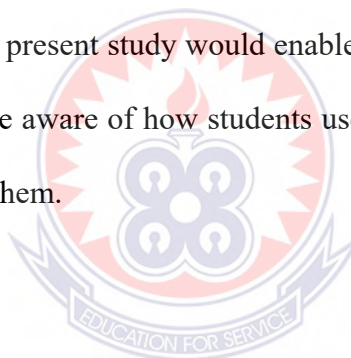 present study would enable
e aware of how students use
hem.
EDUCATION FOR SERVICE